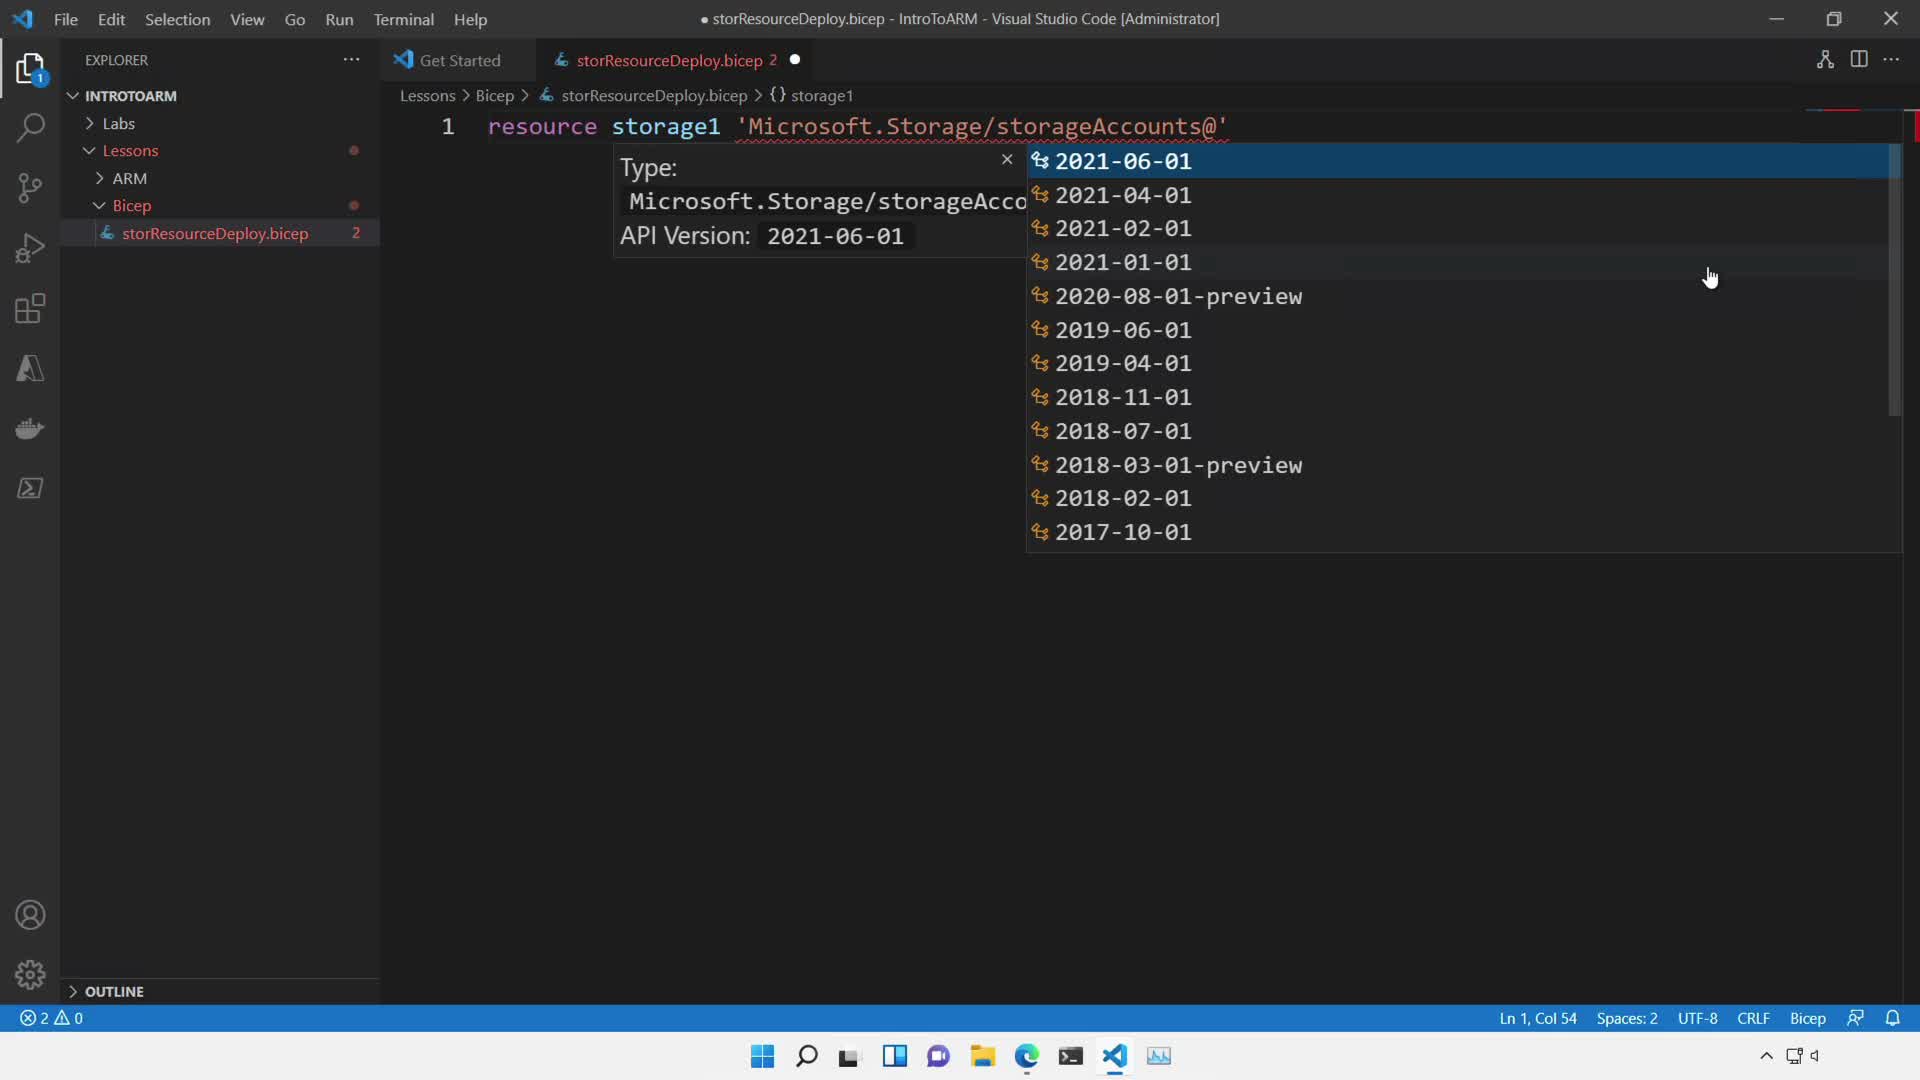 File Edit Selection View Go Run Terminal Help
● storResourceDeploy.bicep - IntroToARM - Visual Studio Code [Administrator]
EXPLORER
1
INTROTOARM
Labs
Lessons
ARM
Bicep
storResourceDeploy.bicep 2
OUTLINE
Get Started
storResourceDeploy.bicep 2
Lessons > Bicep > storResourceDeploy.bicep > {} storage1
1 resource storage1 'Microsoft.Storage/storageAccounts@'
Type:
Microsoft.Storage/storageAcco
API Version: 2021-06-01
2021-06-01
2021-04-01
2021-02-01
2021-01-01
2020-08-01-preview
2019-06-01
2019-04-01
2018-11-01
2018-07-01
2018-03-01-preview
2018-02-01
2017-10-01
2 0
Ln 1, Col 54 Spaces: 2 UTF-8 CRLF Bicep